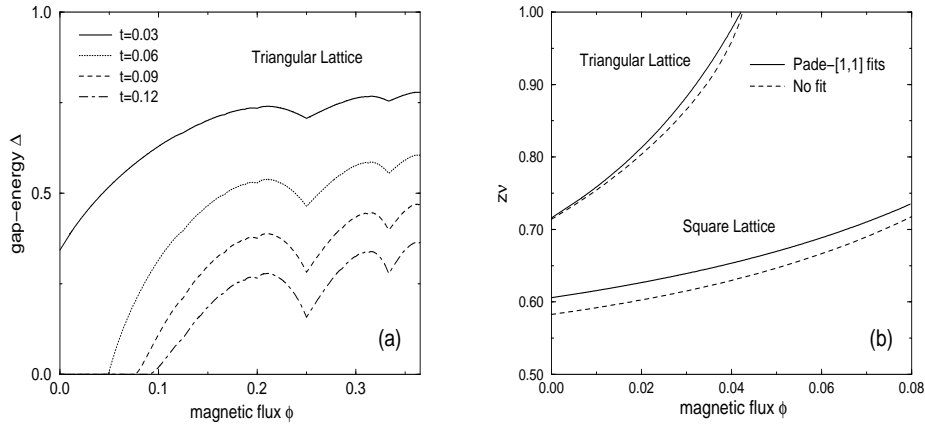 1.0
0.5
0.0
gap-energy Δ
t=0.03
t=0.06
t=0.09
t=0.12
Triangular Lattice
(a)
0.0
0.1
0.2
0.3
magnetic flux ϕ
1.00
0.90
0.80
0.70
0.60
0.50
zν
Triangular Lattice
Pade-[1,1] fits
No fit
Square Lattice
(b)
0.00
0.02
0.04
0.06
0.08
magnetic flux ϕ